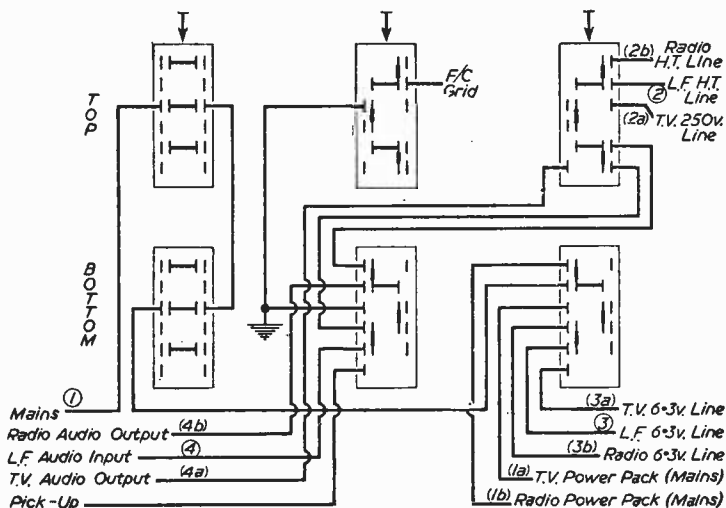 (2b) Radio
H.T. Line
F/C
Grid
② L.F. H.T.
Line
(2a) T.V. 250v.
Line
TOP
BOTTOM
Mains ①
Radio Audio Output (4b)
L.F. Audio Input ④
T.V. Audio Output (4a)
Pick-Up
(3a) T.V. 6·3v. Line
③ L.F. 6·3v. Line
(3b) Radio 6·3v. Line
(1a) T.V. Power Pack (Mains)
(1b) Radio Power Pack (Mains)